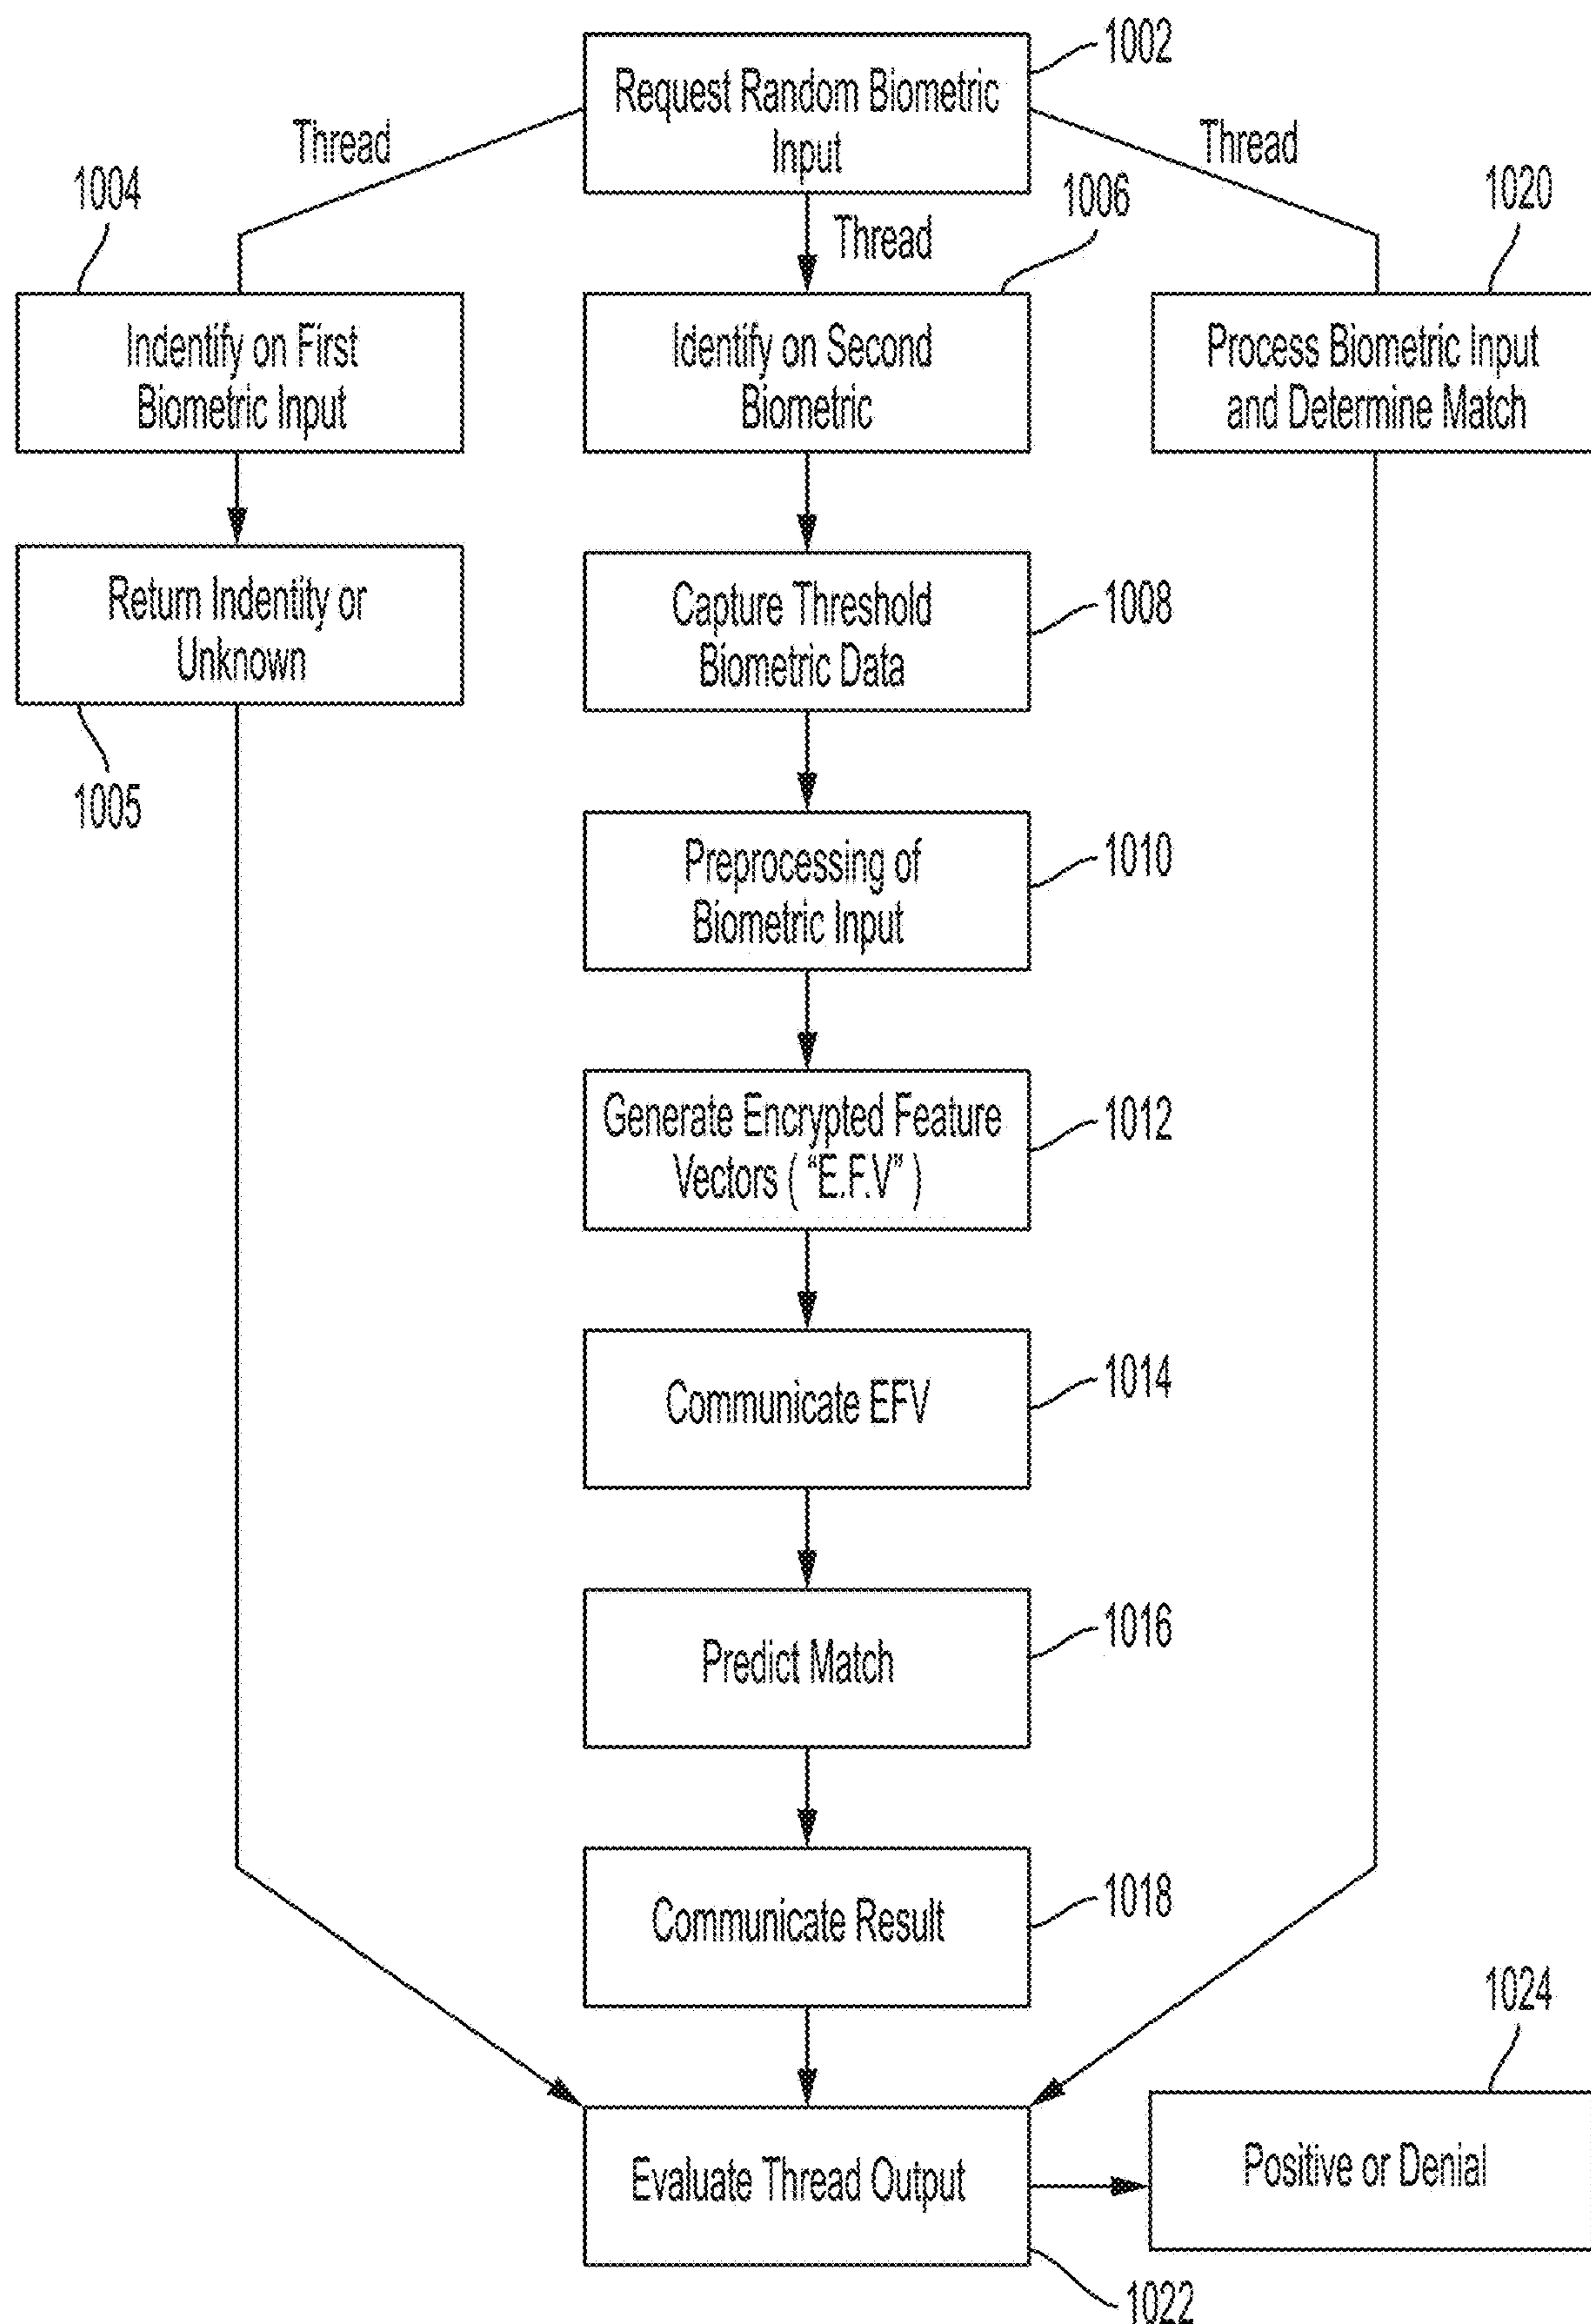 1002
Request Random Biometric
Input
Thread
Thread
Thread
1004
1006
1020
Indentify on First
Biometric Input
Identify on Second
Biometric
Process Biometric Input
and Determine Match
Return Indentity or
Unknown
1005
Capture Threshold
Biometric Data
1008
Preprocessing of
Biometric Input
1010
Generate Encrypted Feature
Vectors ( “E.F.V” )
1012
Communicate EFV
1014
Predict Match
1016
Communicate Result
1018
1024
Evaluate Thread Output
Positive or Denial
1022